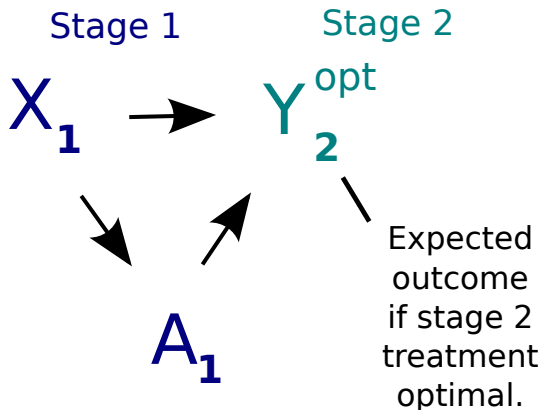 Stage 1
Stage 2
X1
Y2opt
A1
Expected
outcome
if stage 2
treatment
optimal.